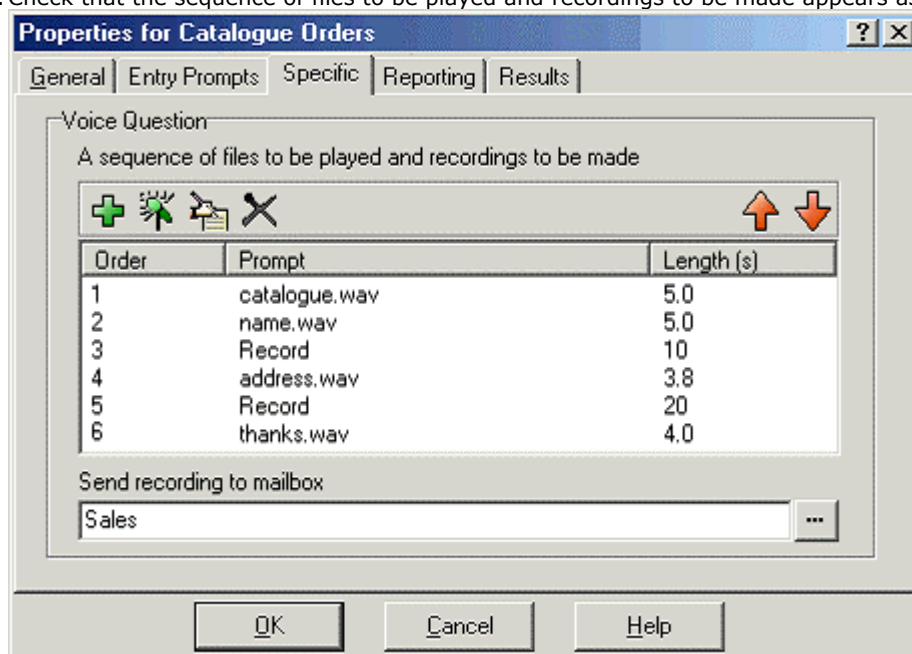 . Check that the sequence of files to be played and recordings to be made appears as
Properties for Catalogue Orders
General Entry Prompts Specific Reporting Results
Voice Question
A sequence of files to be played and recordings to be made
Order Prompt Length (s)
1 catalogue.wav 5.0
2 name.wav 5.0
3 Record 10
4 address.wav 3.8
5 Record 20
6 thanks.wav 4.0
Send recording to mailbox
Sales ...
OK Cancel Help